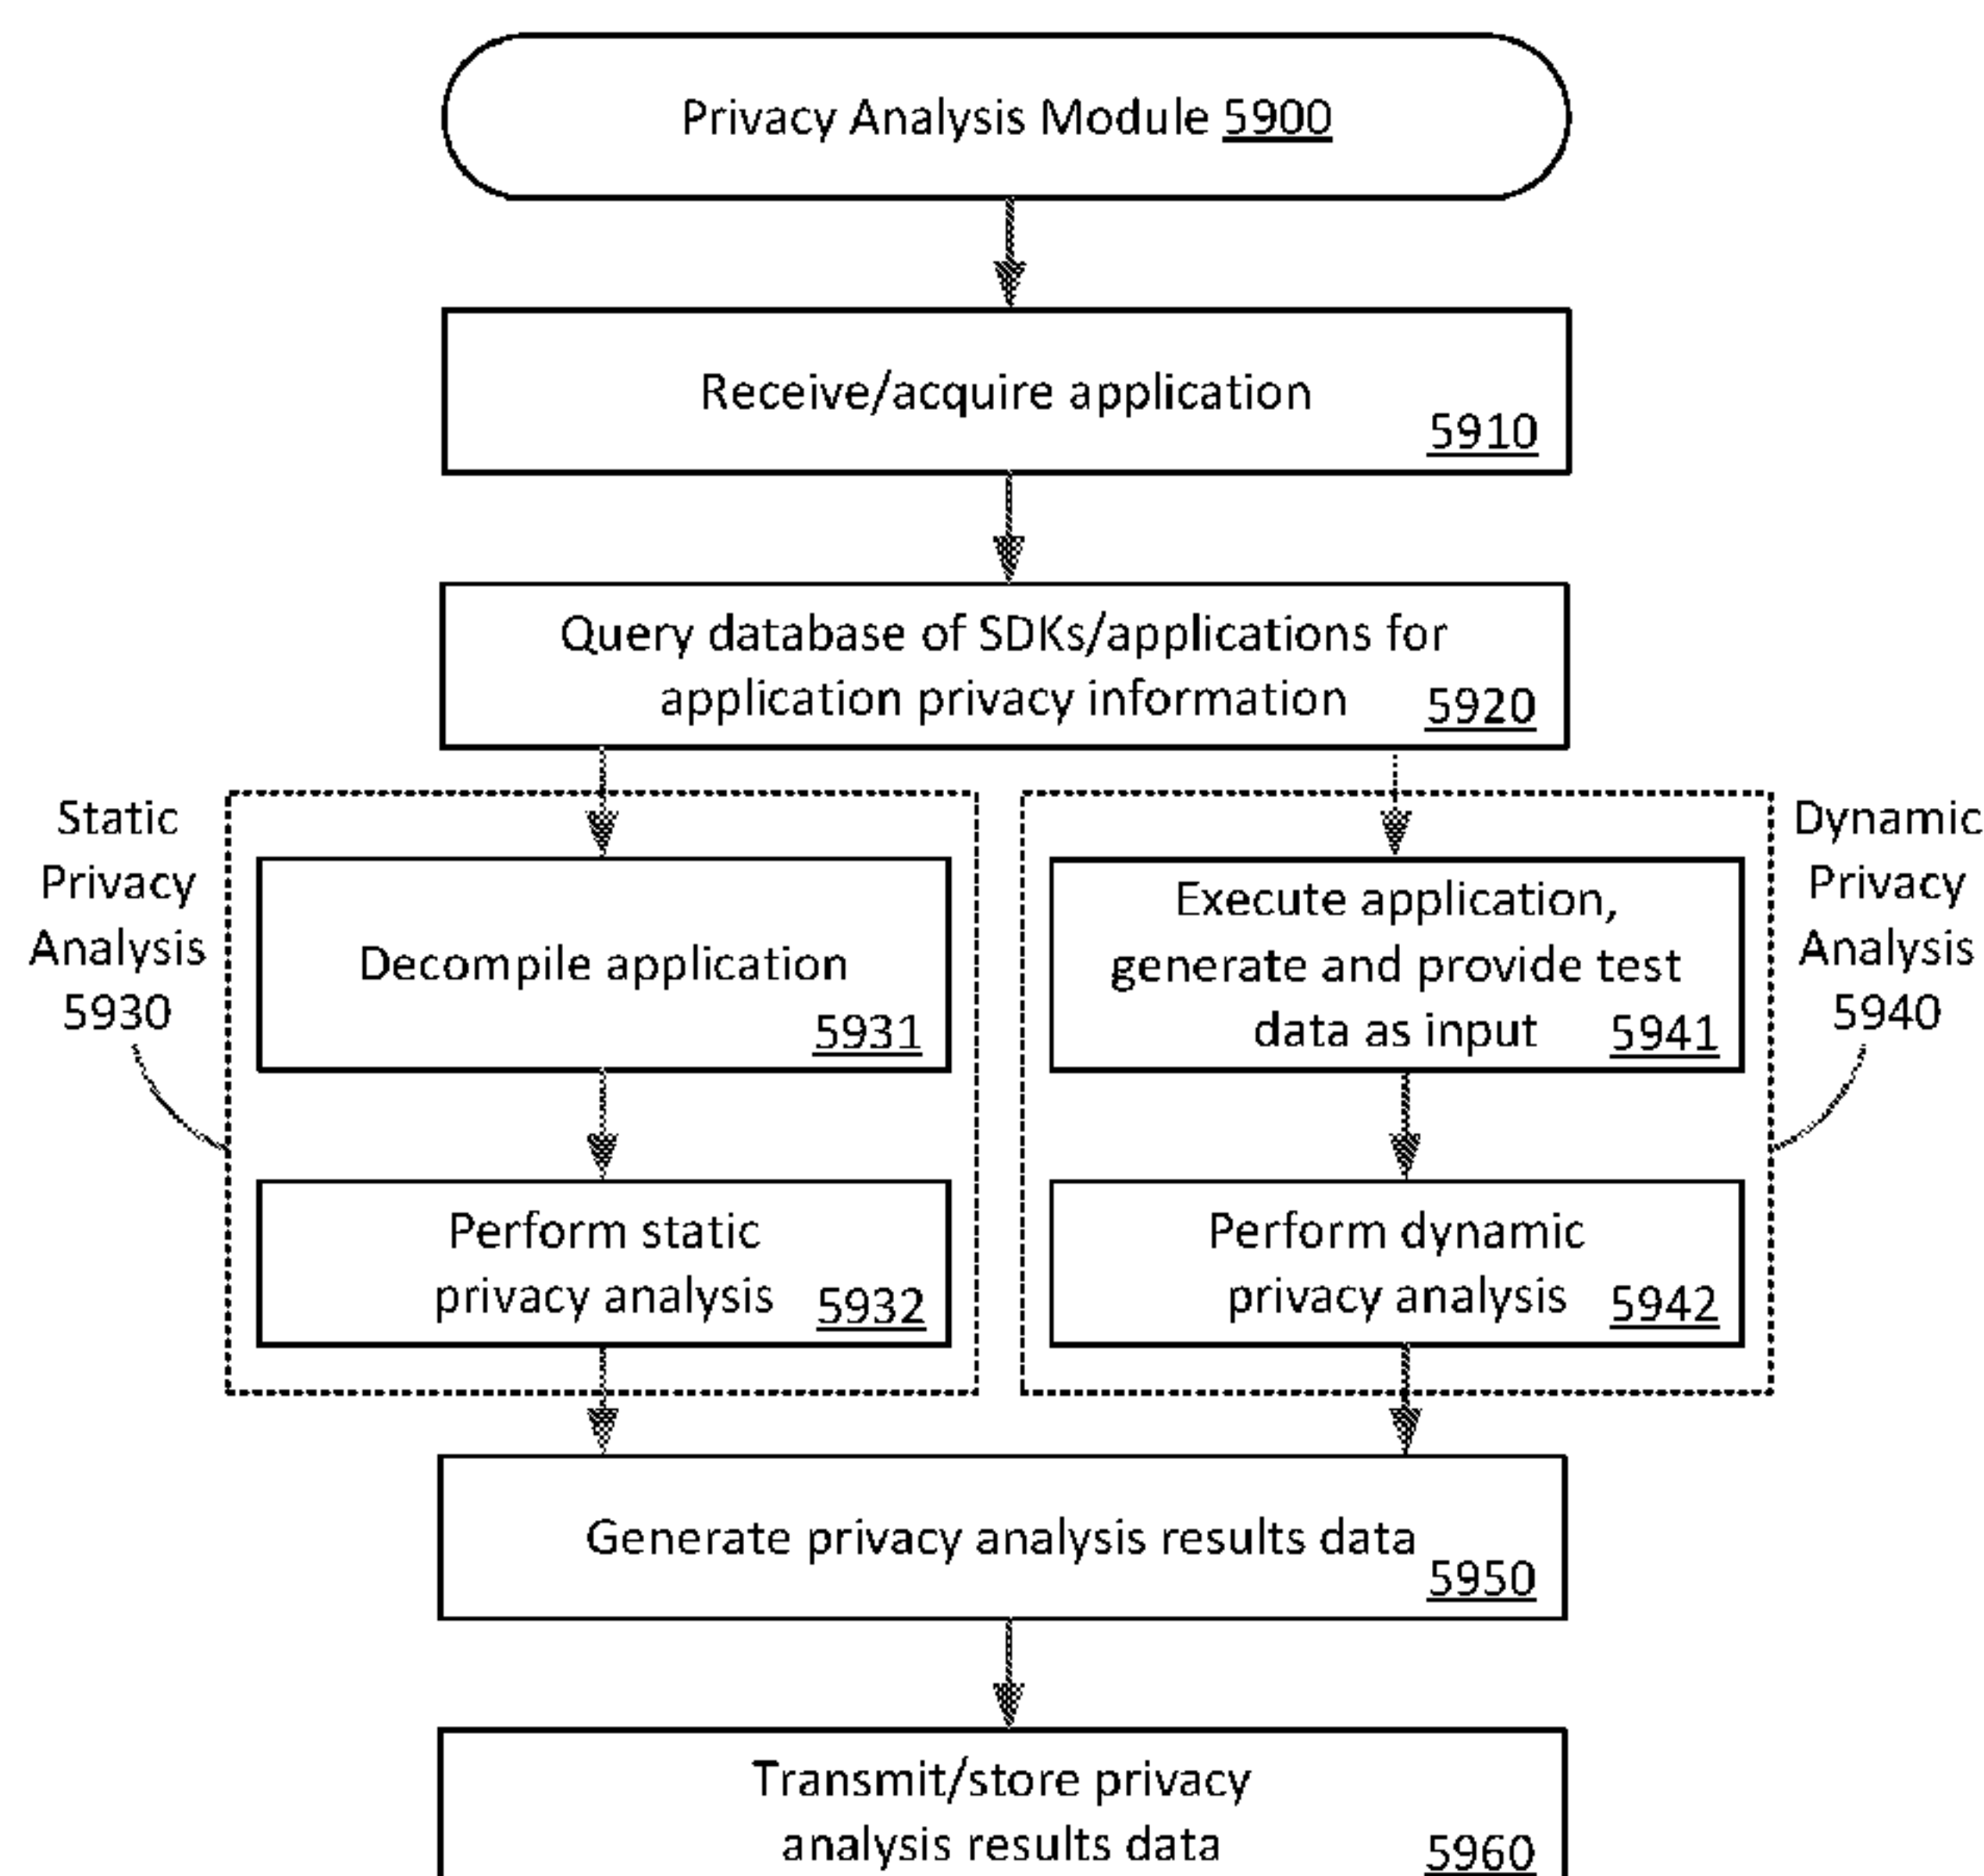 Privacy Analysis Module 5900
Receive/acquire application
5910
Query database of SDKs/applications for
application privacy information 5920
Static
Privacy
Analysis
5930
Decompile application
5931
Perform static
privacy analysis 5932
Execute application,
generate and provide test
data as input 5941
Perform dynamic
privacy analysis 5942
Dynamic
Privacy
Analysis
5940
Generate privacy analysis results data
5950
Transmit/store privacy
analysis results data 5960